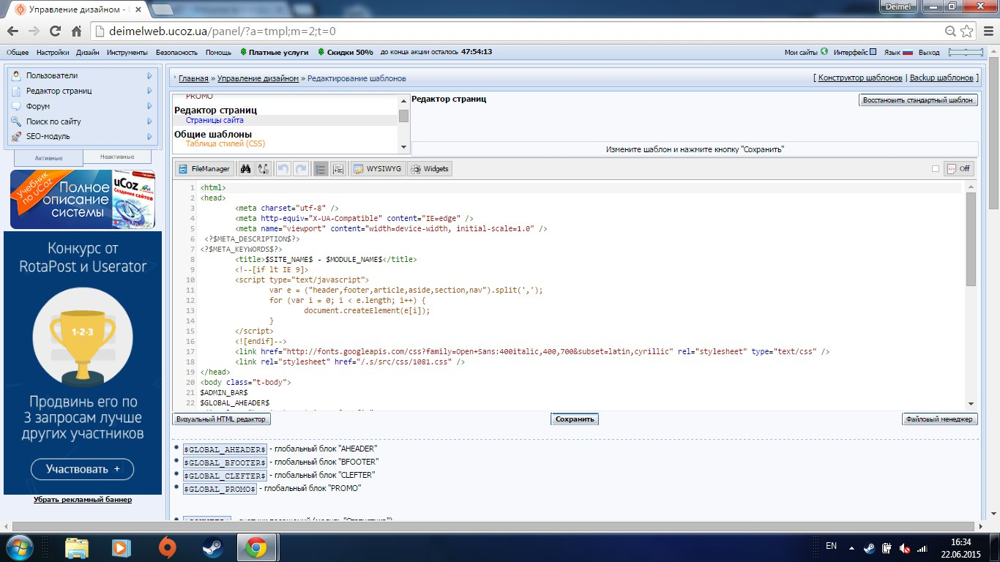 Управление дизайном -
Deimel
deimelweb.ucoz.ua/panel/?a=tmpl;m=2;t=0
Общее Настройки Дизайн Инструменты Безопасность Помощь Платные услуги Скидки 50% до конца акции осталось 47:54:13 Мои сайты Интерфейс Язык Выход
Пользователи
Редактор страниц
Форум
Поиск по сайту
SEO-модуль
Активные Неактивные
Учебник по uCoz
Полное описание системы
uCoz
Создание сайтов
Конкурс от
RotaPost и Userator
1-2-3
Продвинь его по
3 запросам лучше
других участников
Участвовать +
Убрать рекламный баннер
Главная » Управление дизайном » Редактирование шаблонов [ Конструктор шаблонов | Backup шаблонов ]
PROMO
Редактор страниц
Страницы сайта
Общие шаблоны
Таблица стилей (CSS)
Редактор страниц
Восстановить стандартный шаблон
Измените шаблон и нажмите кнопку "Сохранить"
FileManager WYSIWYG Widgets Off
1 <html>
2 <head>
3 <meta charset="utf-8" />
4 <meta http-equiv="X-UA-Compatible" content="IE=edge" />
5 <meta name="viewport" content="width=device-width, initial-scale=1.0" />
6 <?$META_DESCRIPTION$?>
7 <?$META_KEYWORDS$?>
8 <title>$SITE_NAME$ - $MODULE_NAME$</title>
9 <!--[if lt IE 9]>
10 <script type="text/javascript">
11 var e = ("header,footer,article,aside,section,nav").split(',');
12 for (var i = 0; i < e.length; i++) {
13 document.createElement(e[i]);
14 }
15 </script>
16 <![endif]-->
17 <link href="http://fonts.googleapis.com/css?family=Open+Sans:400italic,400,700&subset=latin,cyrillic" rel="stylesheet" type="text/css" />
18 <link rel="stylesheet" href="/.s/src/css/1081.css" />
19 </head>
20 <body class="t-body">
21 $ADMIN_BAR$
22 $GLOBAL_AHEADER$
Визуальный HTML редактор Сохранить Файловый менеджер
$GLOBAL_AHEADER$ - глобальный блок "AHEADER"
$GLOBAL_BFOOTER$ - глобальный блок "BFOOTER"
$GLOBAL_CLEFTER$ - глобальный блок "CLEFTER"
$GLOBAL_PROMO$ - глобальный блок "PROMO"
EN
16:34
22.06.2015